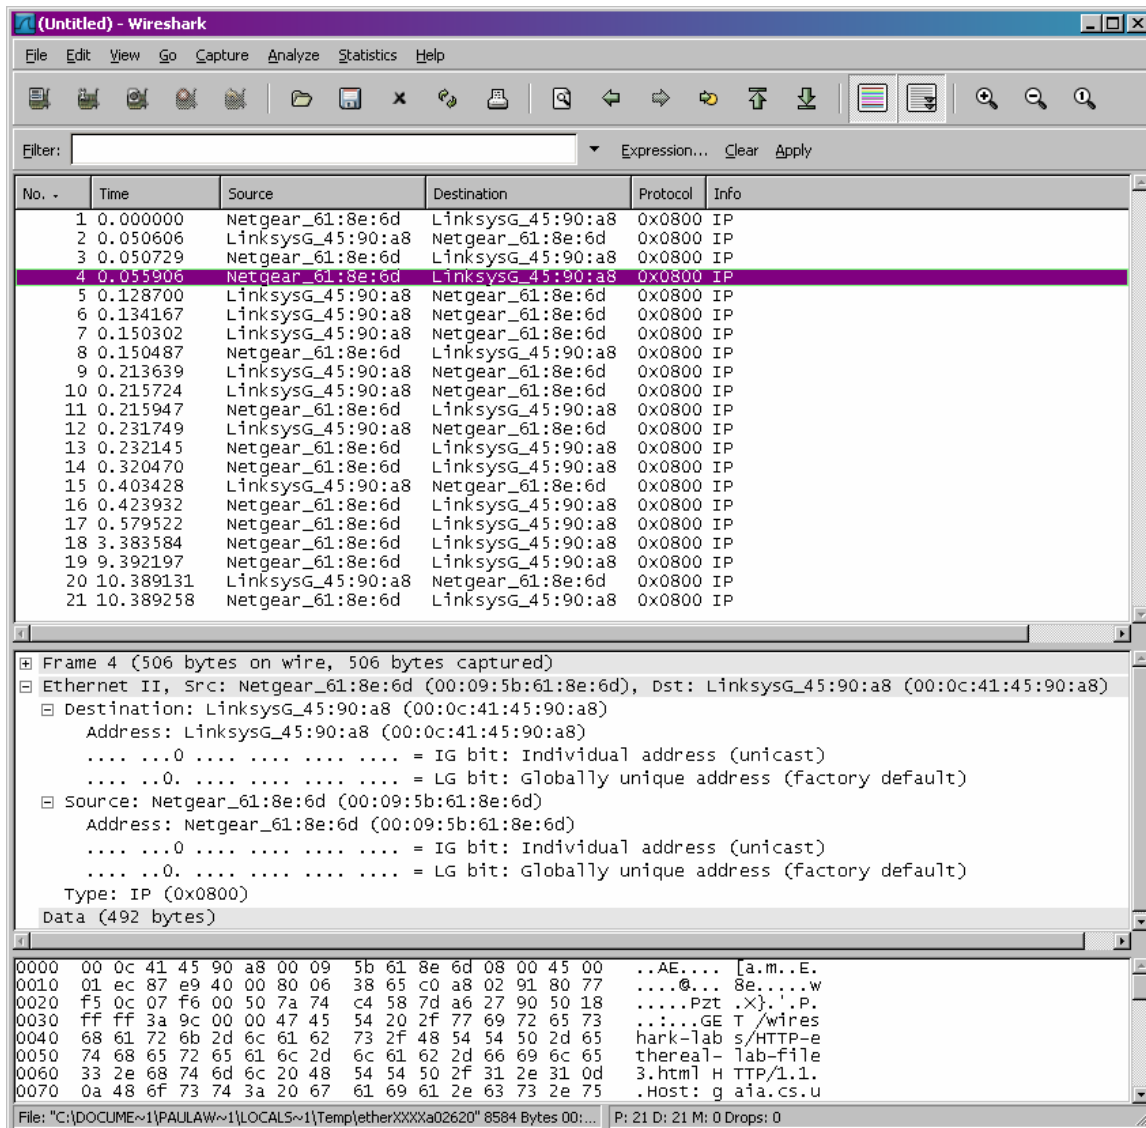 (Untitled) - Wireshark
File Edit View Go Capture Analyze Statistics Help
Filter: Expression... Clear Apply
No. - Time Source Destination Protocol Info
1 0.000000 Netgear_61:8e:6d LinksysG_45:90:a8 0x0800 IP
2 0.050606 LinksysG_45:90:a8 Netgear_61:8e:6d 0x0800 IP
3 0.050729 Netgear_61:8e:6d LinksysG_45:90:a8 0x0800 IP
4 0.055906 Netgear_61:8e:6d LinksysG_45:90:a8 0x0800 IP
5 0.128700 LinksysG_45:90:a8 Netgear_61:8e:6d 0x0800 IP
6 0.134167 LinksysG_45:90:a8 Netgear_61:8e:6d 0x0800 IP
7 0.150302 LinksysG_45:90:a8 Netgear_61:8e:6d 0x0800 IP
8 0.150487 Netgear_61:8e:6d LinksysG_45:90:a8 0x0800 IP
9 0.213639 LinksysG_45:90:a8 Netgear_61:8e:6d 0x0800 IP
10 0.215724 LinksysG_45:90:a8 Netgear_61:8e:6d 0x0800 IP
11 0.215947 Netgear_61:8e:6d LinksysG_45:90:a8 0x0800 IP
12 0.231749 LinksysG_45:90:a8 Netgear_61:8e:6d 0x0800 IP
13 0.232145 Netgear_61:8e:6d LinksysG_45:90:a8 0x0800 IP
14 0.320470 Netgear_61:8e:6d LinksysG_45:90:a8 0x0800 IP
15 0.403428 LinksysG_45:90:a8 Netgear_61:8e:6d 0x0800 IP
16 0.423932 Netgear_61:8e:6d LinksysG_45:90:a8 0x0800 IP
17 0.579522 Netgear_61:8e:6d LinksysG_45:90:a8 0x0800 IP
18 3.383584 Netgear_61:8e:6d LinksysG_45:90:a8 0x0800 IP
19 9.392197 Netgear_61:8e:6d LinksysG_45:90:a8 0x0800 IP
20 10.389131 LinksysG_45:90:a8 Netgear_61:8e:6d 0x0800 IP
21 10.389258 Netgear_61:8e:6d LinksysG_45:90:a8 0x0800 IP
Frame 4 (506 bytes on wire, 506 bytes captured)
Ethernet II, Src: Netgear_61:8e:6d (00:09:5b:61:8e:6d), Dst: LinksysG_45:90:a8 (00:0c:41:45:90:a8)
Destination: LinksysG_45:90:a8 (00:0c:41:45:90:a8)
Address: LinksysG_45:90:a8 (00:0c:41:45:90:a8)
.... ...0 .... .... .... .... = IG bit: Individual address (unicast)
.... ..0. .... .... .... .... = LG bit: Globally unique address (factory default)
Source: Netgear_61:8e:6d (00:09:5b:61:8e:6d)
Address: Netgear_61:8e:6d (00:09:5b:61:8e:6d)
.... ...0 .... .... .... .... = IG bit: Individual address (unicast)
.... ..0. .... .... .... .... = LG bit: Globally unique address (factory default)
Type: IP (0x0800)
Data (492 bytes)
0000 00 0c 41 45 90 a8 00 09 5b 61 8e 6d 08 00 45 00 ..AE.... [a.m..E.
0010 01 ec 87 e9 40 00 80 06 38 65 c0 a8 02 91 80 77 ....@... 8e.....w
0020 f5 0c 07 f6 00 50 7a 74 c4 58 7d a6 27 90 50 18 .....Pzt .X}.'.P.
0030 ff ff 3a 9c 00 00 47 45 54 20 2f 77 69 72 65 73 ..:...GE T /wires
0040 68 61 72 6b 2d 6c 61 62 73 2f 48 54 54 50 2d 65 hark-lab s/HTTP-e
0050 74 68 65 72 65 61 6c 2d 6c 61 62 2d 66 69 6c 65 thereal- lab-file
0060 33 2e 68 74 6d 6c 20 48 54 54 50 2f 31 2e 31 0d 3.html H TTP/1.1.
0070 0a 48 6f 73 74 3a 20 67 61 69 61 2e 63 73 2e 75 .Host: g aia.cs.u
File: "C:\DOCUME~1\PAULAW~1\LOCALS~1\Temp\etherXXXXa02620" 8584 Bytes 00:... P: 21 D: 21 M: 0 Drops: 0